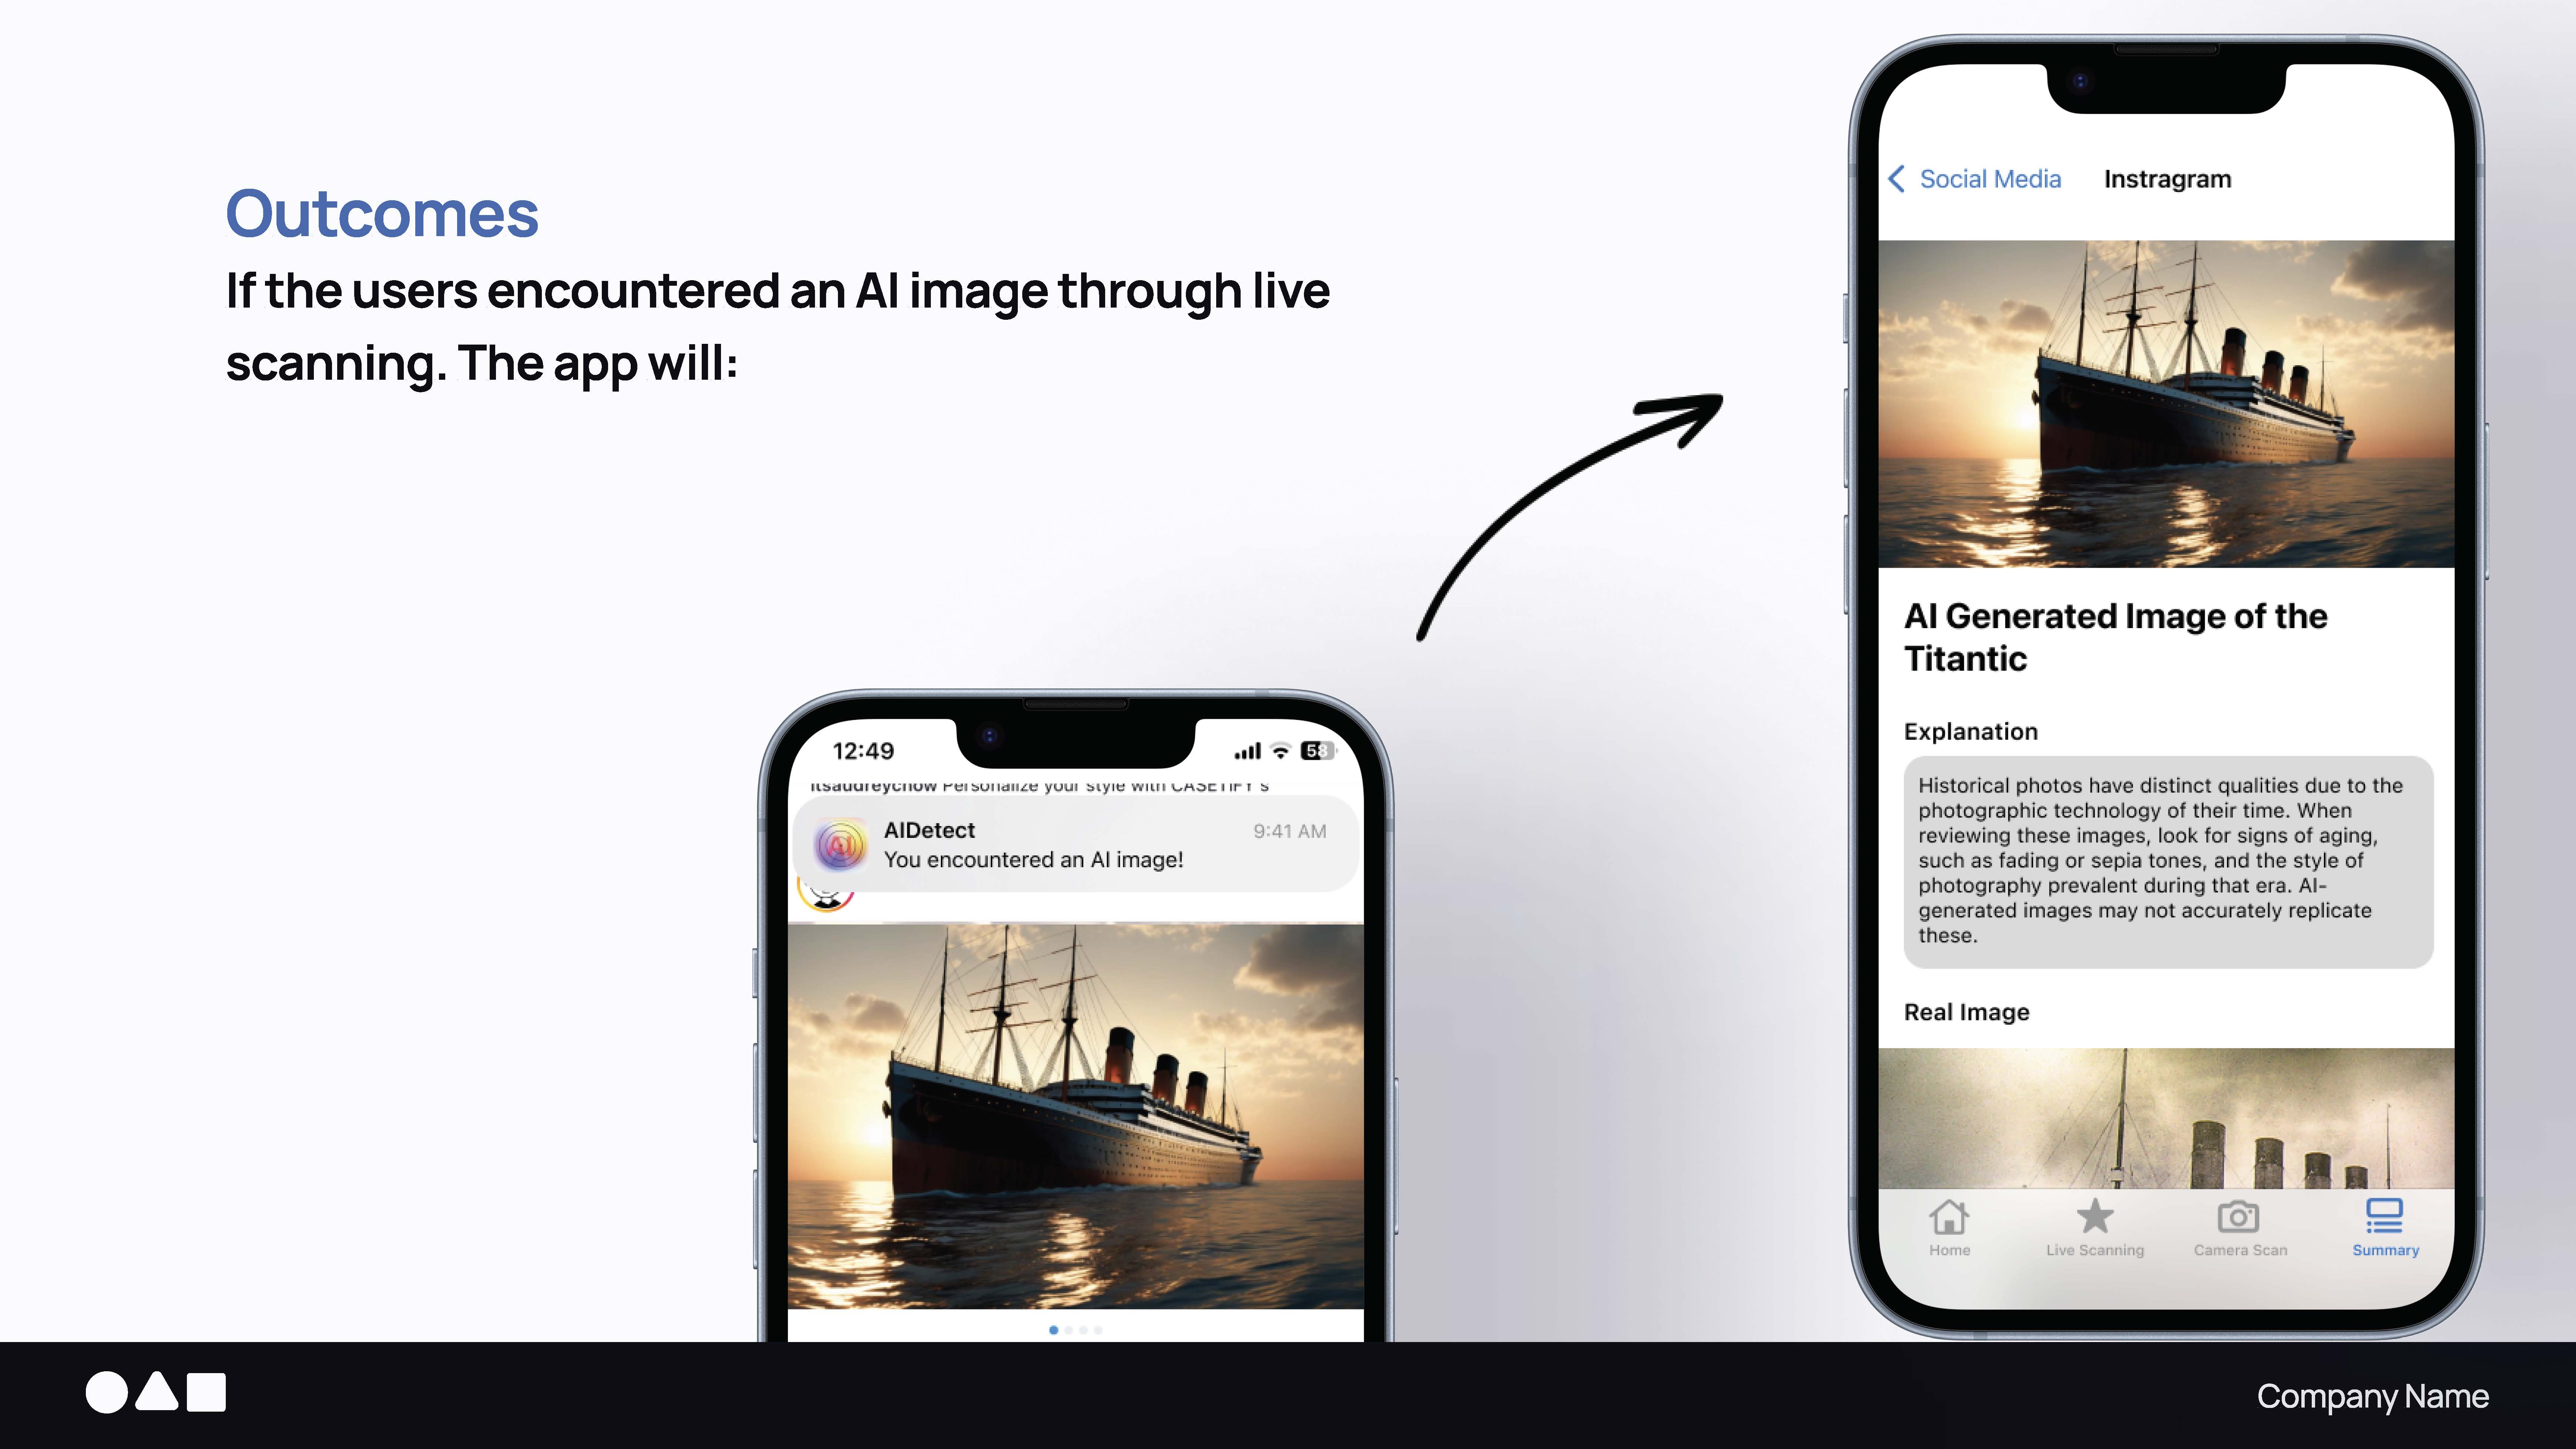 Outcomes
If the users encountered an AI image through live
scanning. The app will:
12:49
58
itsaudreychow Personalize your style with CASETIFY's
AIDetect
9:41 AM
You encountered an AI image!
Social Media
Instragram
AI Generated Image of the
Titantic
Explanation
Historical photos have distinct qualities due to the
photographic technology of their time. When
reviewing these images, look for signs of aging,
such as fading or sepia tones, and the style of
photography prevalent during that era. AI-
generated images may not accurately replicate
these.
Real Image
Home
Live Scanning
Camera Scan
Summary
Company Name